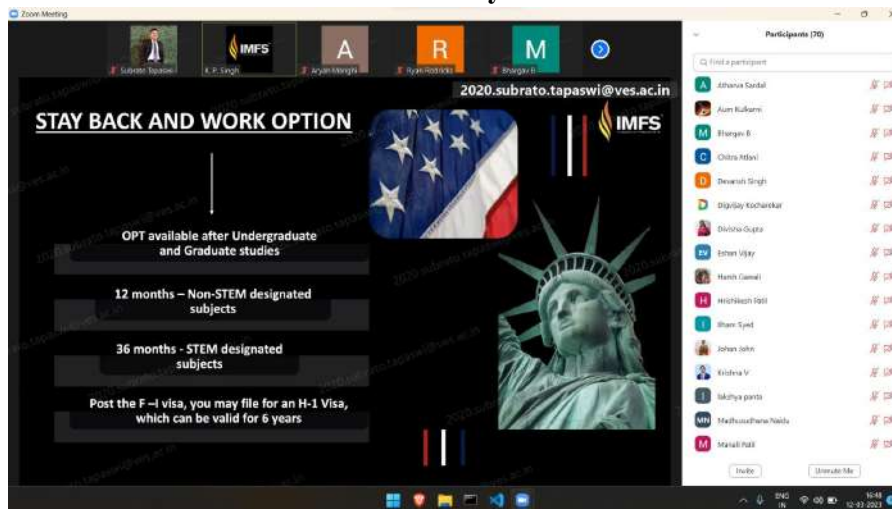 Zoom Meeting
Participants (70)
Find a participant
IMFS
A
R
M
Subrato Tapaswi
K. P. Singh
Aryan Menghi
Bhargav B
2020.subrato.tapaswi@ves.ac.in
STAY BACK AND WORK OPTION
IMFS
OPT available after Undergraduate
and Graduate studies
12 months – Non-STEM designated
subjects
36 months - STEM designated
subjects
Post the F –I visa, you may file for an H-1 Visa,
which can be valid for 6 years
A Atharva Sardal
Aum Kulkarni
M Bhargav B
C Chitra Atlani
D Devansh Singh
Digvijay Kocharekar
Divisha Gupta
EV Eshan Vijay
Harsh Gamali
H Hrishikesh Patil
I Ilham Syed
Johan John
Krishna V
l lakshya panta
MN Madhusudhana Naidu
M Manali Patil
Invite
Unmute Me
ENG
IN
16:48
12-03-2023